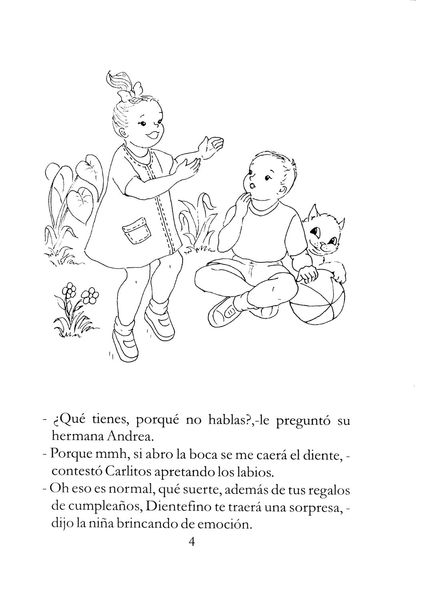 - ¿Qué tienes, porqué no hablas?,-le preguntó su
hermana Andrea.
- Porque mmh, si abro la boca se me caerá el diente, -
contestó Carlitos apretando los labios.
- Oh eso es normal, qué suerte, además de tus regalos
de cumpleaños, Dientefino te traerá una sorpresa, -
dijo la niña brincando de emoción.
4